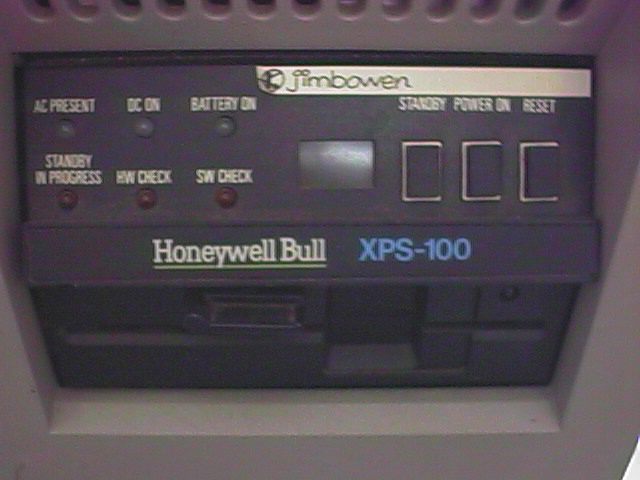 jimbowen
AC PRESENT DC ON BATTERY ON STANDBY POWER ON RESET
STANDBY
IN PROGRESS HW CHECK SW CHECK
Honeywell Bull XPS-100